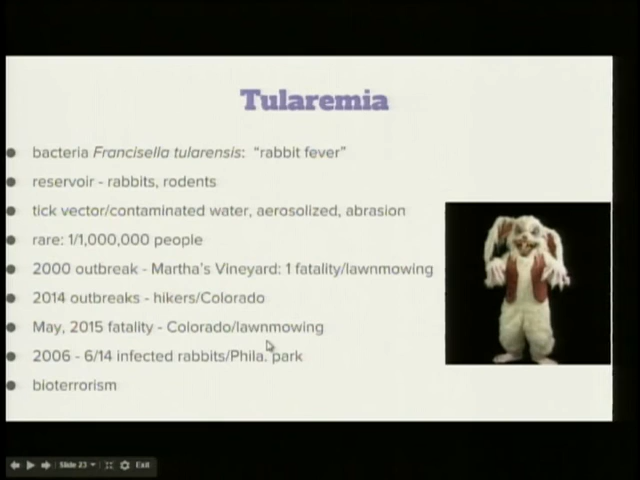 Tularemia
bacteria Francisella tularensis: "rabbit fever"
reservoir - rabbits, rodents
tick vector/contaminated water, aerosolized, abrasion
rare: 1/1,000,000 people
2000 outbreak - Martha's Vineyard: 1 fatality/lawnmowing
2014 outbreaks - hikers/Colorado
May, 2015 fatality - Colorado/lawnmowing
2006 - 6/14 infected rabbits/Phila. park
bioterrorism
Slide 23
Exit